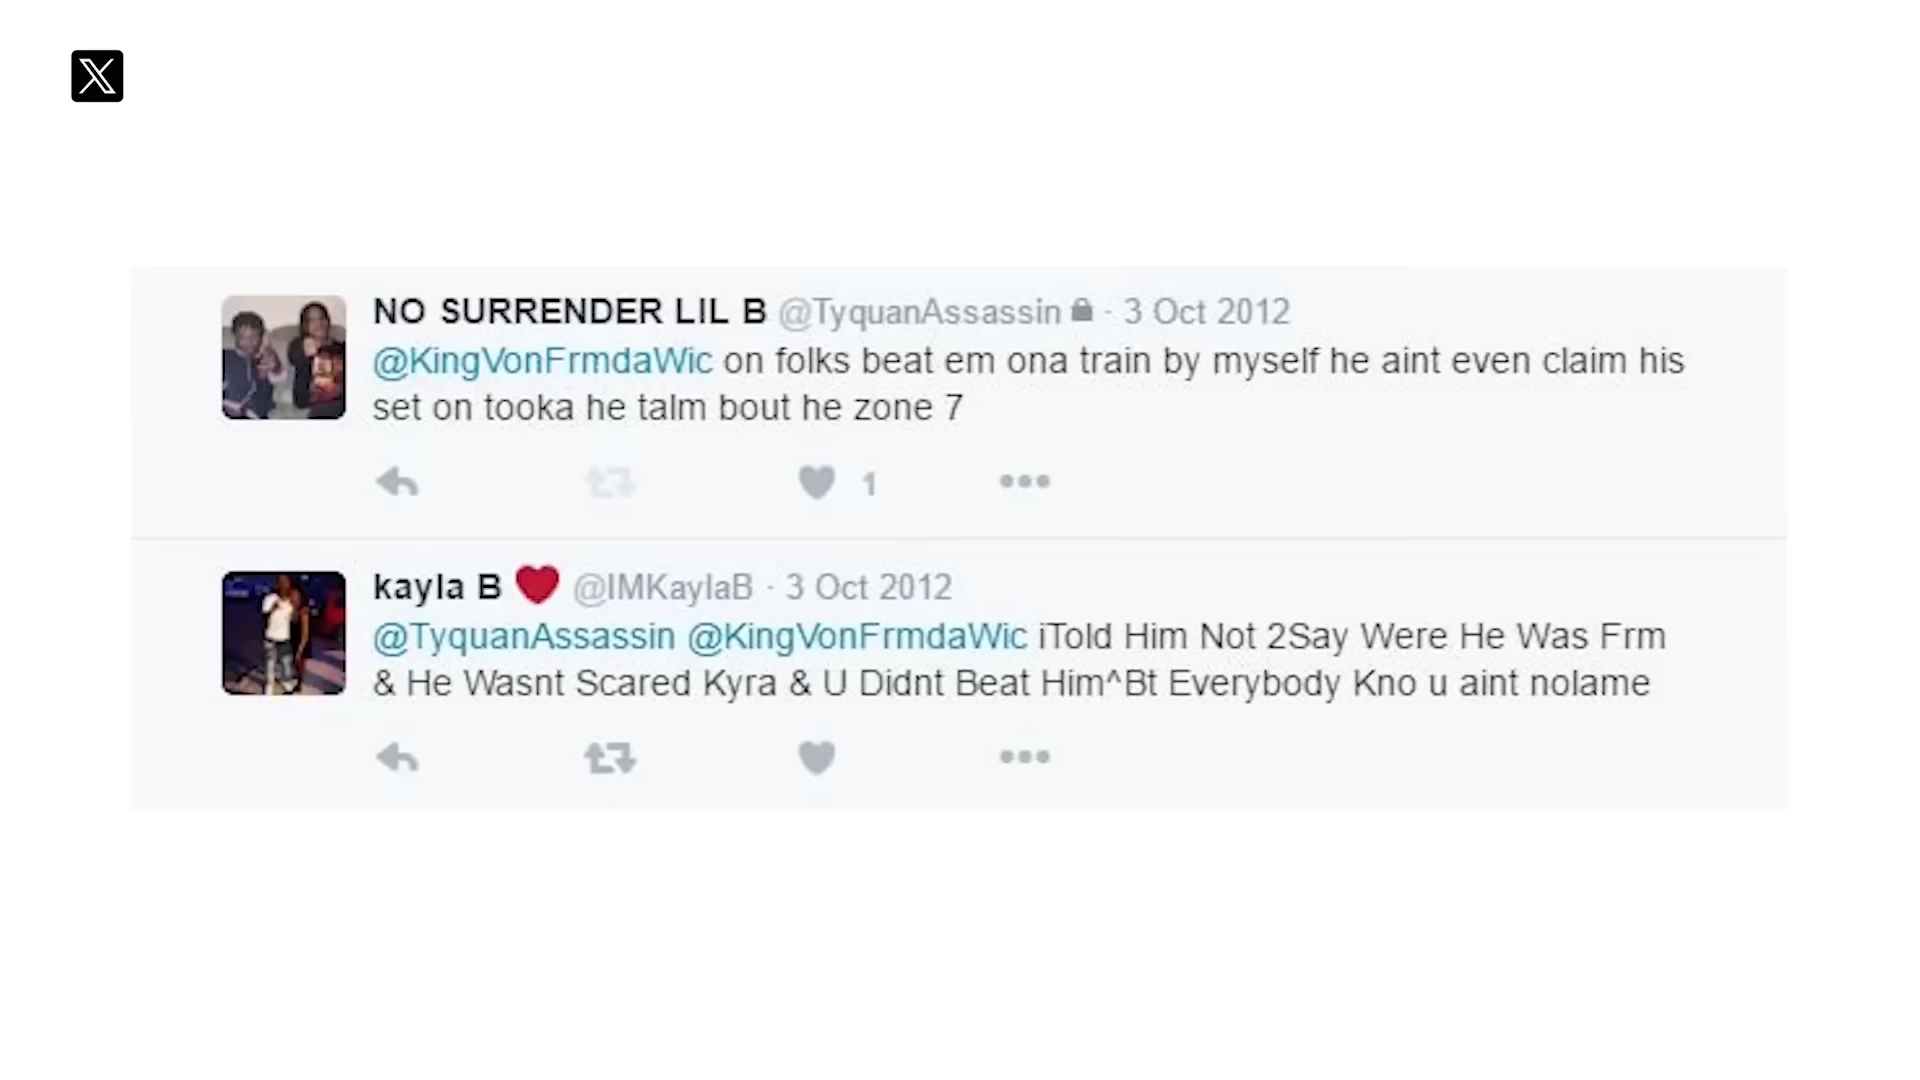 NO SURRENDER LIL B @TyquanAssassin · 3 Oct 2012
@KingVonFrmdaWic on folks beat em ona train by myself he aint even claim his
set on tooka he talm bout he zone 7
1
kayla B ❤ @IMKaylaB · 3 Oct 2012
@TyquanAssassin @KingVonFrmdaWic iTold Him Not 2Say Were He Was Frm
& He Wasnt Scared Kyra & U Didnt Beat Him^Bt Everybody Kno u aint nolame